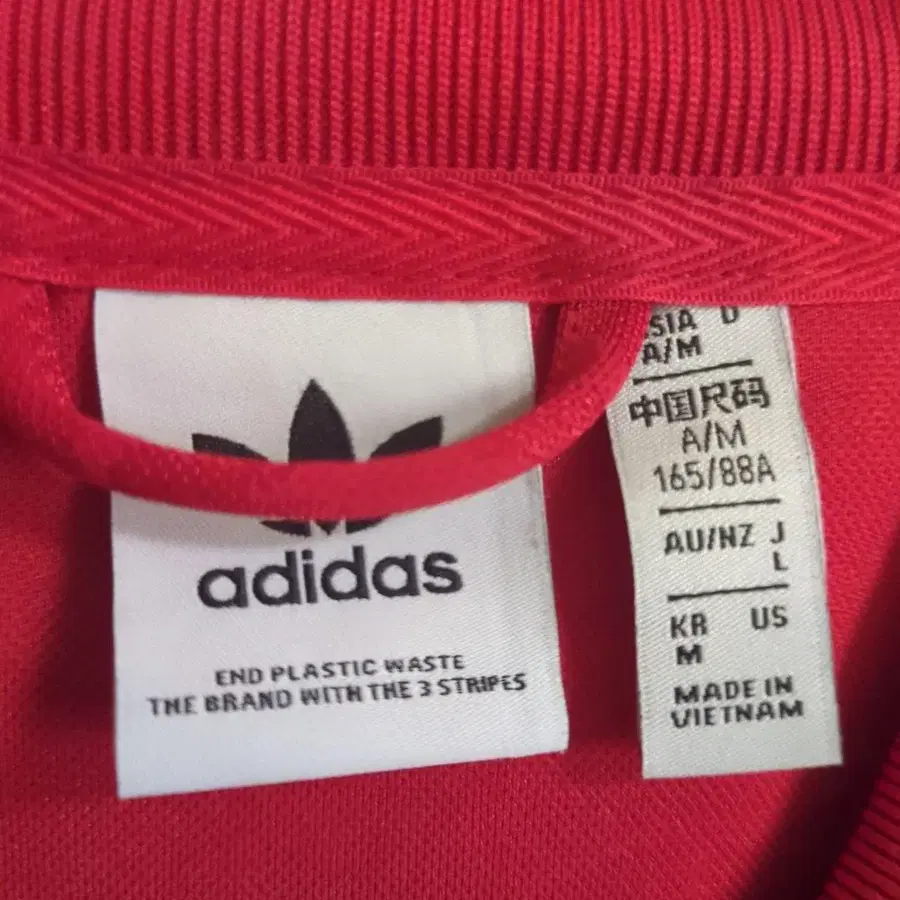 adidas
END PLASTIC WASTE
THE BRAND WITH THE 3 STRIPES
A/M
中国尺码
A/M
165/88A
AU/NZ J
L
KR US
M
MADE IN
VIETNAM